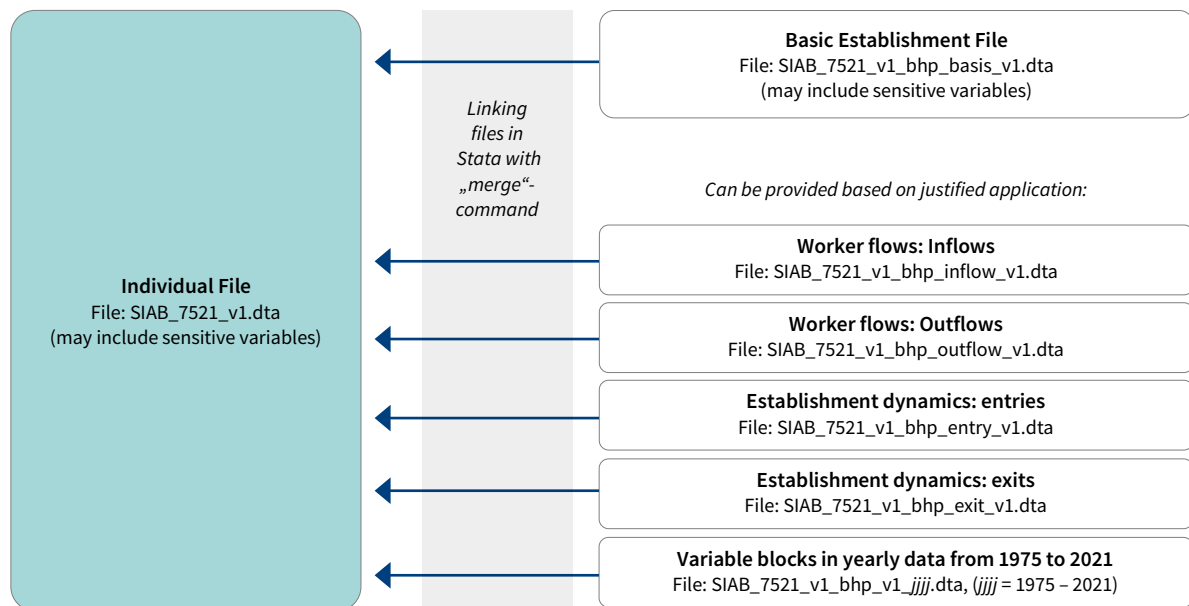 Individual File
File: SIAB_7521_v1.dta
(may include sensitive variables)
Linking
files in
Stata with
„merge“-
command
Basic Establishment File
File: SIAB_7521_v1_bhp_basis_v1.dta
(may include sensitive variables)
Can be provided based on justified application:
Worker flows: Inflows
File: SIAB_7521_v1_bhp_inflow_v1.dta
Worker flows: Outflows
File: SIAB_7521_v1_bhp_outflow_v1.dta
Establishment dynamics: entries
File: SIAB_7521_v1_bhp_entry_v1.dta
Establishment dynamics: exits
File: SIAB_7521_v1_bhp_exit_v1.dta
Variable blocks in yearly data from 1975 to 2021
File: SIAB_7521_v1_bhp_v1_jjjj.dta, (jjjj = 1975 – 2021)